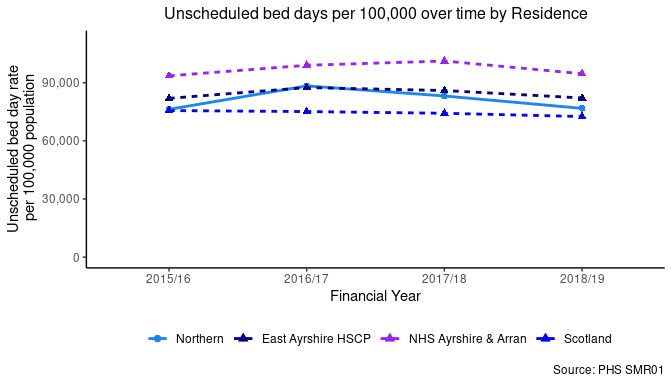 Unscheduled bed days per 100,000 over time by Residence
Unscheduled bed day rate
per 100,000 population
90,000
60,000
30,000
0
2015/16 2016/17 2017/18 2018/19
Financial Year
Northern East Ayrshire HSCP NHS Ayrshire & Arran Scotland
Source: PHS SMR01